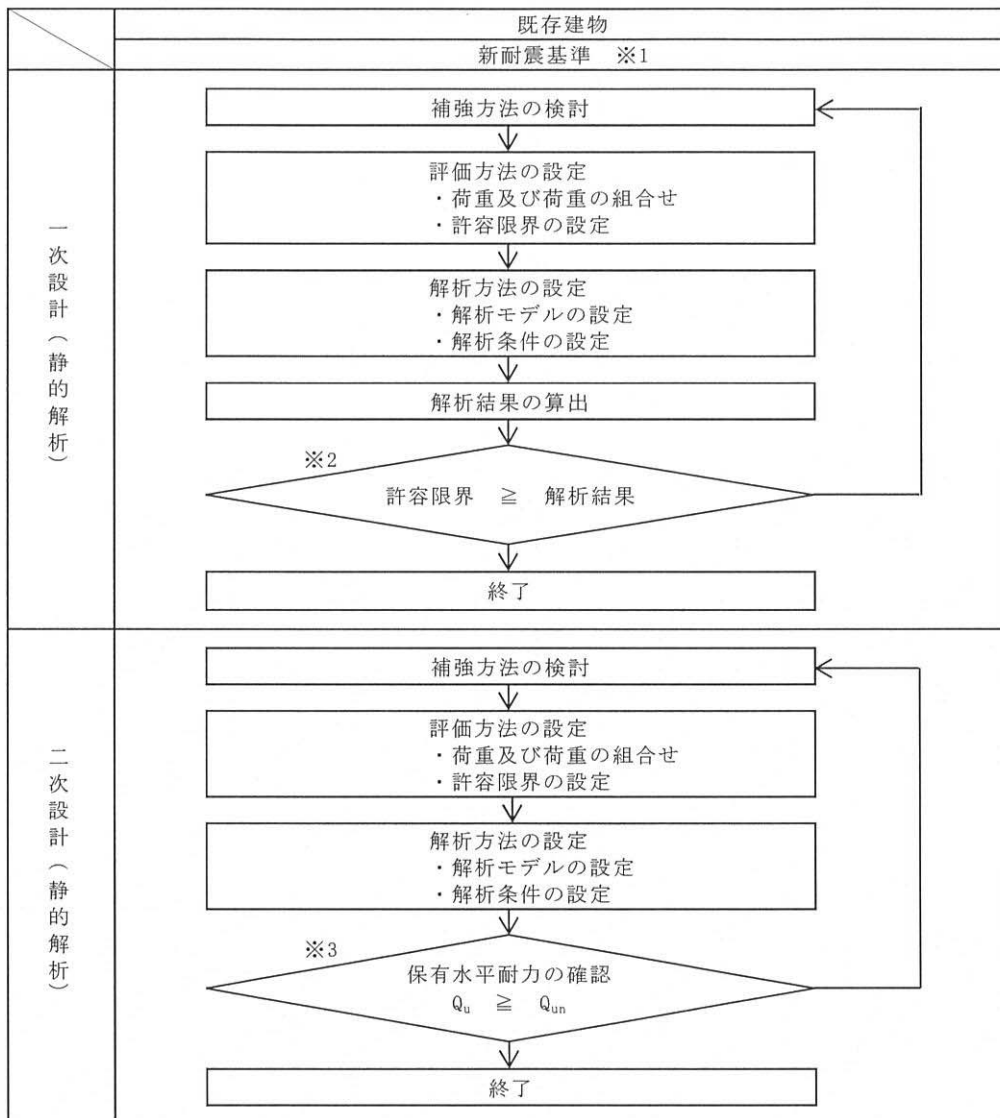 既存建物
新耐震基準 ※1
一次設計（静的解析）
補強方法の検討
評価方法の設定
・荷重及び荷重の組合せ
・許容限界の設定
解析方法の設定
・解析モデルの設定
・解析条件の設定
解析結果の算出
※2
許容限界 ≧ 解析結果
終了
二次設計（静的解析）
補強方法の検討
評価方法の設定
・荷重及び荷重の組合せ
・許容限界の設定
解析方法の設定
・解析モデルの設定
・解析条件の設定
※3
保有水平耐力の確認
Qu ≧ Qun
終了